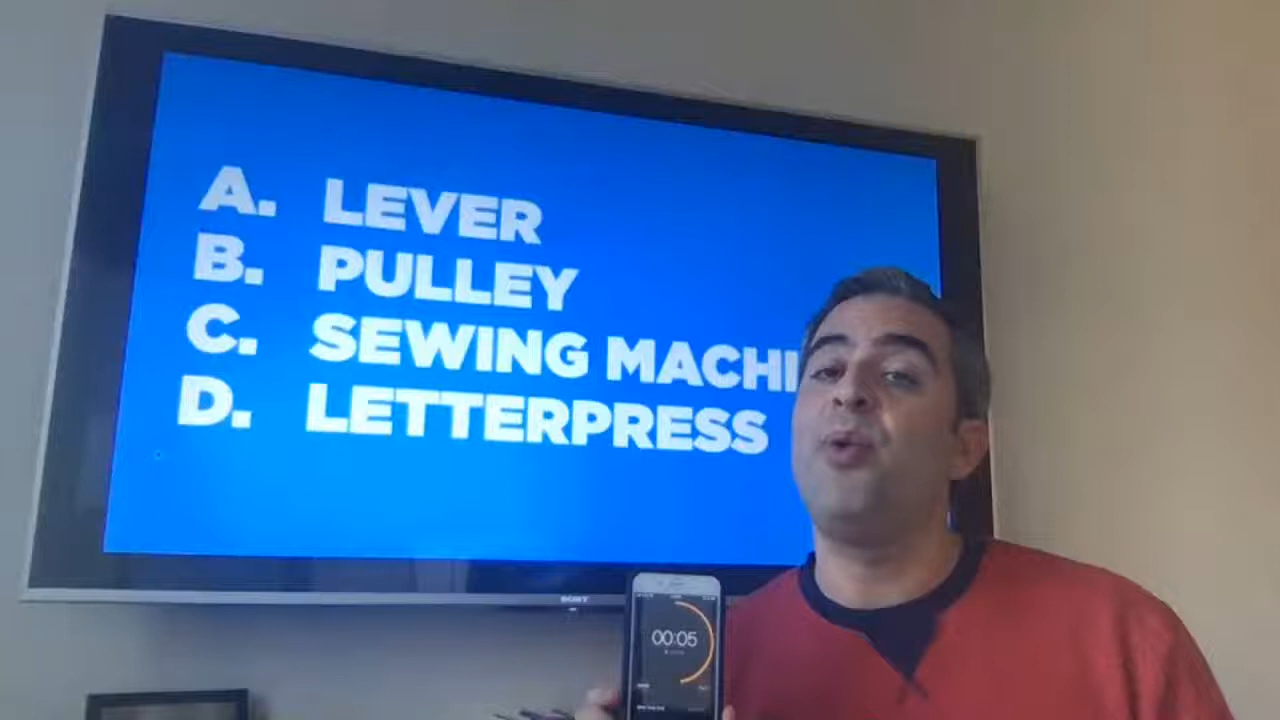 A. LEVER
B. PULLEY
C. SEWING MACHI
D. LETTERPRESS
SONY
00:05